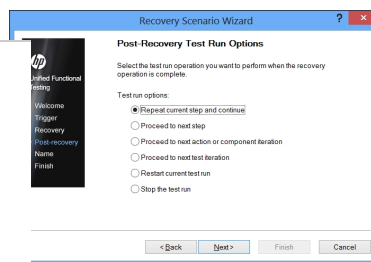 Recovery Scenario Wizard
? ×
hp
Unified Functional
Testing
Welcome
Trigger
Recovery
Post-recovery
Name
Finish
Post-Recovery Test Run Options
Select the test run operation you want to perform when the recovery
operation is complete.
Test run options:
Repeat current step and continue
Proceed to next step
Proceed to next action or component iteration
Proceed to next test iteration
Restart current test run
Stop the test run
< Back
Next >
Finish
Cancel